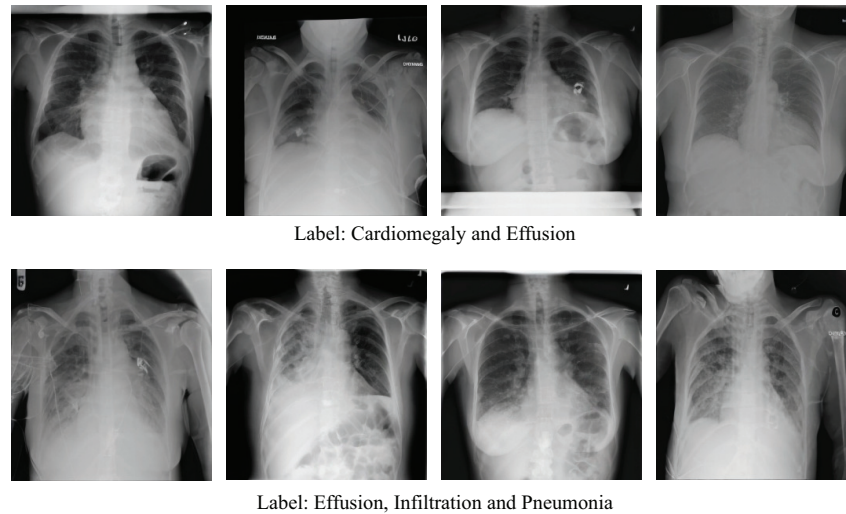 Label: Cardiomegaly and Effusion
Label: Effusion, Infiltration and Pneumonia